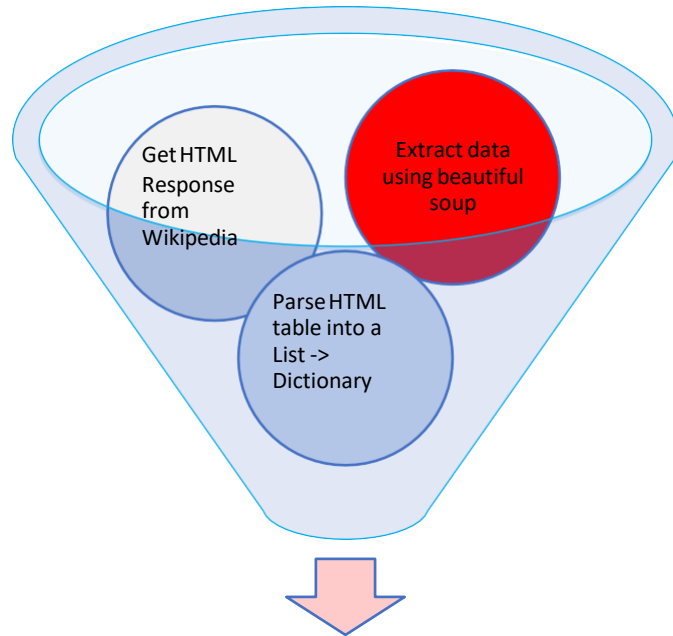 Get HTML
Response
from
Wikipedia
Extract data
using beautiful
soup
Parse HTML
table into a
List ->
Dictionary